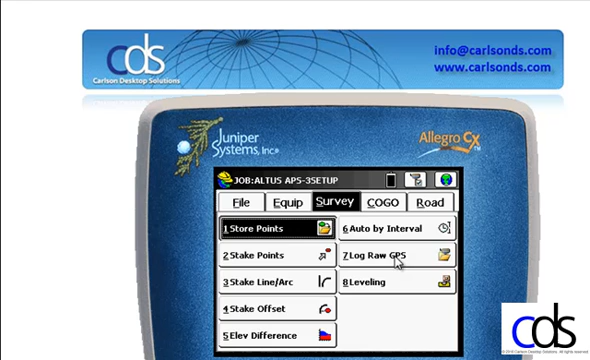 cds
Carlson Desktop Solutions
info@carlsonds.com
www.carlsonds.com
Juniper
Systems, Inc.
Allegro CX
JOB:ALTUS APS-3SETUP
File Equip Survey COGO Road
1 Store Points
2 Stake Points
3 Stake Line/Arc
4 Stake Offset
5 Elev Difference
6 Auto by Interval
7 Log Raw GPS
8 Leveling
cds